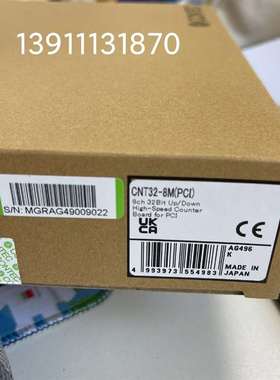 13911131870
CNT32-8M(PCI)
8ch 32Bit Up/Down
High-Speed Counter
Board for PCI
S/N: MGRAG49009022
UK
CA
CE
AG496
K
4 993973 554983
MADE IN
JAPAN